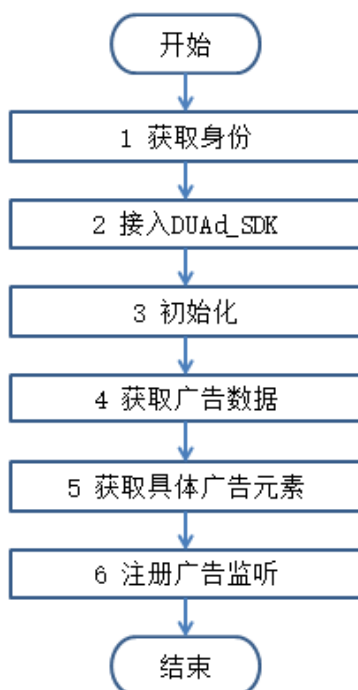 开始
1 获取身份
2 接入DUAd_SDK
3 初始化
4 获取广告数据
5 获取具体广告元素
6 注册广告监听
结束